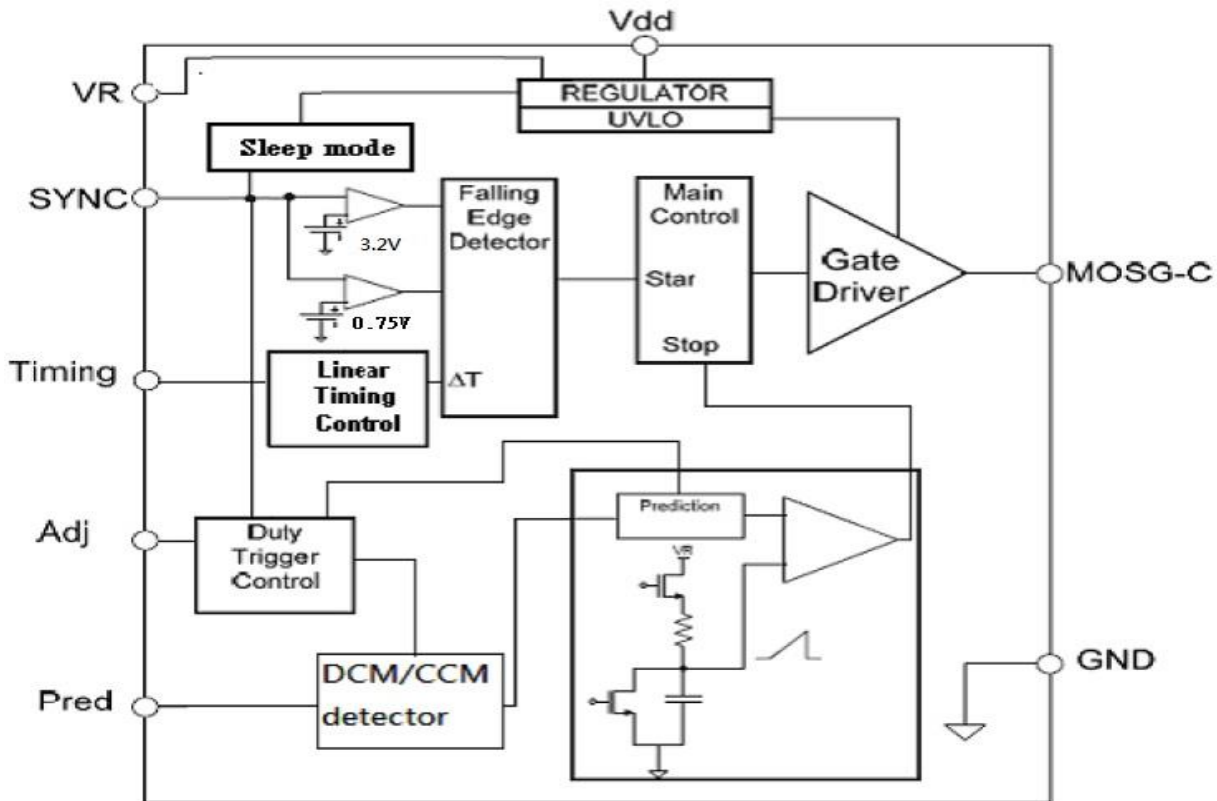 Vdd
VR
REGULATOR
UVLO
Sleep mode
SYNC
3.2V
0.75V
Falling
Edge
Detector
ΔT
Main
Control
Star
Stop
Gate
Driver
MOSG-C
Timing
Linear
Timing
Control
Adj
Duty
Trigger
Control
Prediction
VR
Pred
DCM/CCM
detector
GND